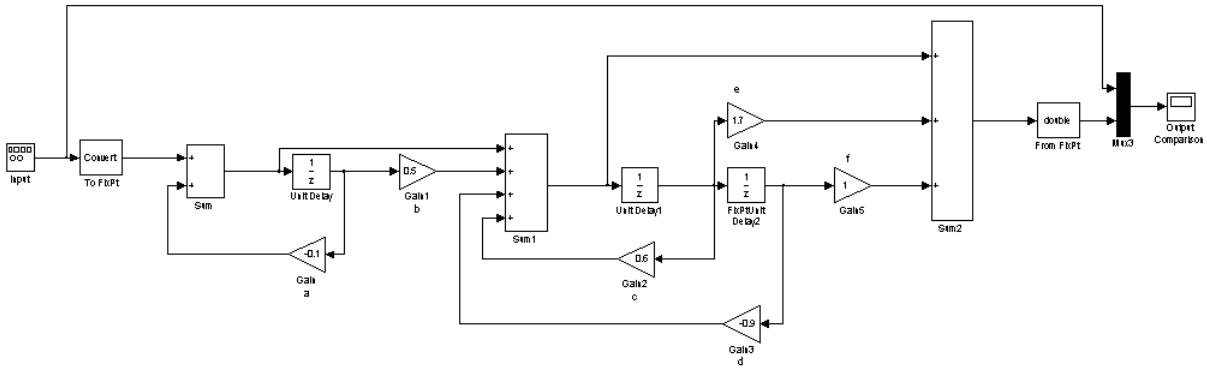 e
1.7
Gain4
f
1
Gain5
+
+
+
Sum2
double
From FixPt
Mux3
Output
Comparison
Input
Convert
To FixPt
+
+
Sum
1
z
Unit Delay
0.5
Gain1
b
+
+
+
+
Sum1
1
z
Unit Delay1
1
z
FixPt Unit
Delay2
-0.1
Gain
a
0.6
Gain2
c
-0.9
Gain3
d